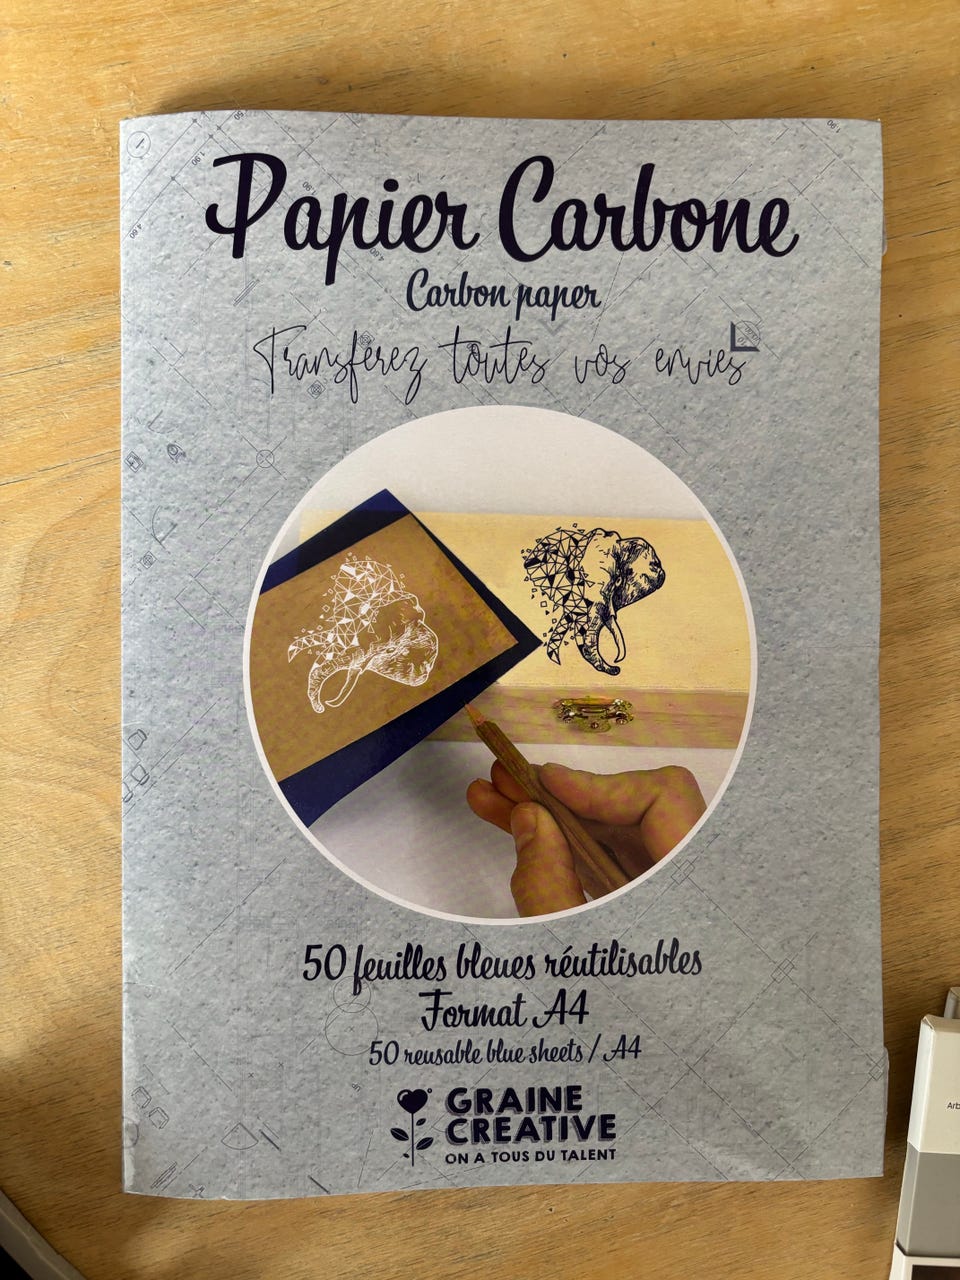 Papier Carbone
Carbon paper
Transférez toutes vos envies
50 feuilles bleues réutilisables
Format A4
50 reusable blue sheets / A4
GRAINE
CREATIVE
ON A TOUS DU TALENT